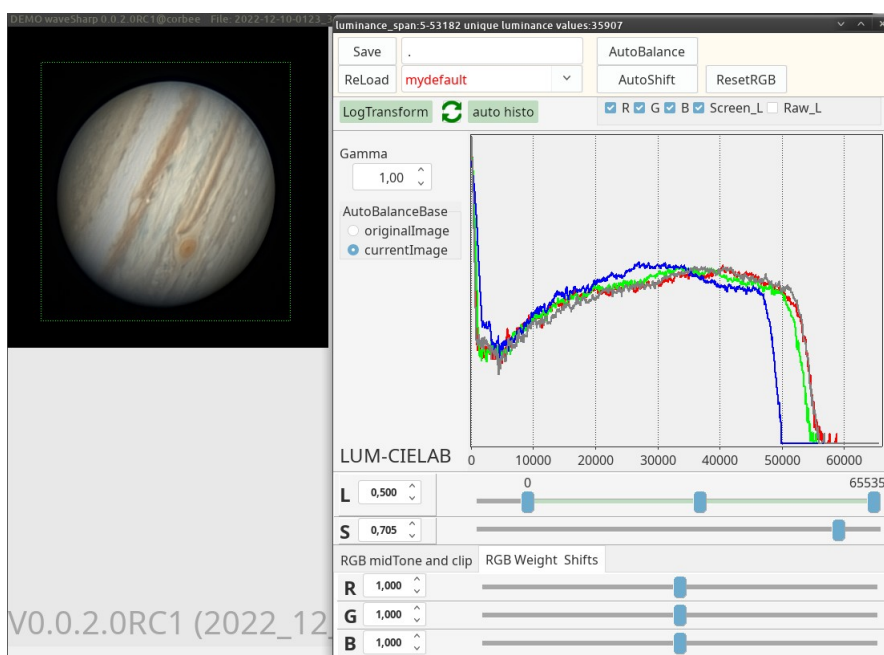 DEMO waveSharp 0.0.2.0RC1@corbee File: 2022-12-10-0123_3
luminance_span:5-53182 unique luminance values:35907
Save
.
AutoBalance
ReLoad
mydefault
AutoShift
ResetRGB
LogTransform
auto histo
R
G
B
Screen_L
Raw_L
Gamma
1,00
AutoBalanceBase
originalImage
currentImage
LUM-CIELAB
0 10000 20000 30000 40000 50000 60000
0
65535
L 0,500
S 0,705
RGB midTone and clip
RGB Weight Shifts
R 1,000
G 1,000
B 1,000
V0.0.2.0RC1 (2022_12_